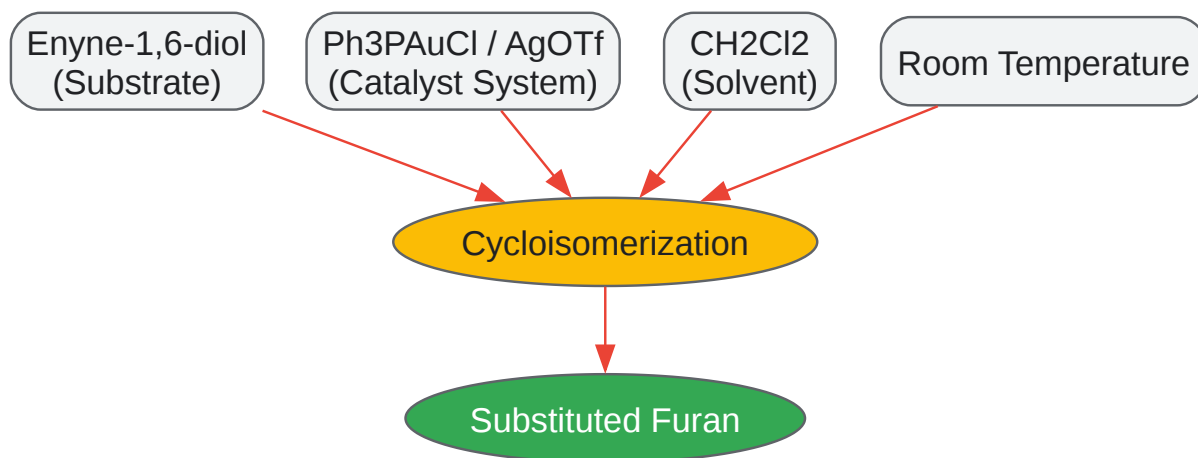 Enyne-1,6-diol
(Substrate)
Ph3PAuCl / AgOTf
(Catalyst System)
CH2Cl2
(Solvent)
Room Temperature
Cycloisomerization
Substituted Furan